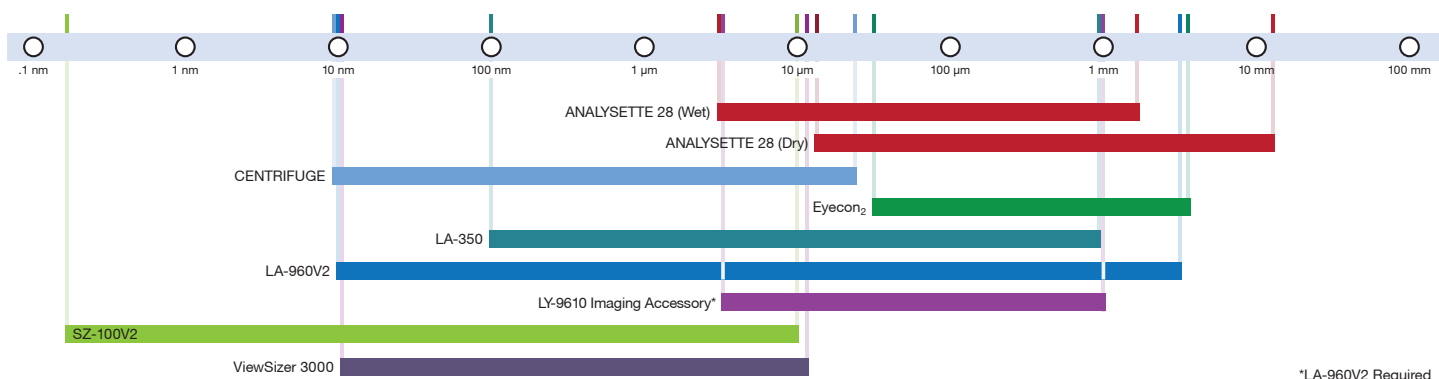 .1 nm 1 nm 10 nm 100 nm 1 µm 10 µm 100 µm 1 mm 10 mm 100 mm
ANALYSETTE 28 (Wet)
ANALYSETTE 28 (Dry)
CENTRIFUGE
Eyecon₂
LA-350
LA-960V2
LY-9610 Imaging Accessory*
SZ-100V2
ViewSizer 3000
*LA-960V2 Required